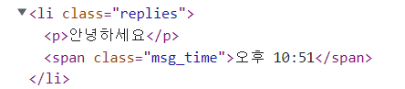 ▼<li class="replies">
<p>안녕하세요</p>
<span class="msg_time">오후 10:51</span>
</li>